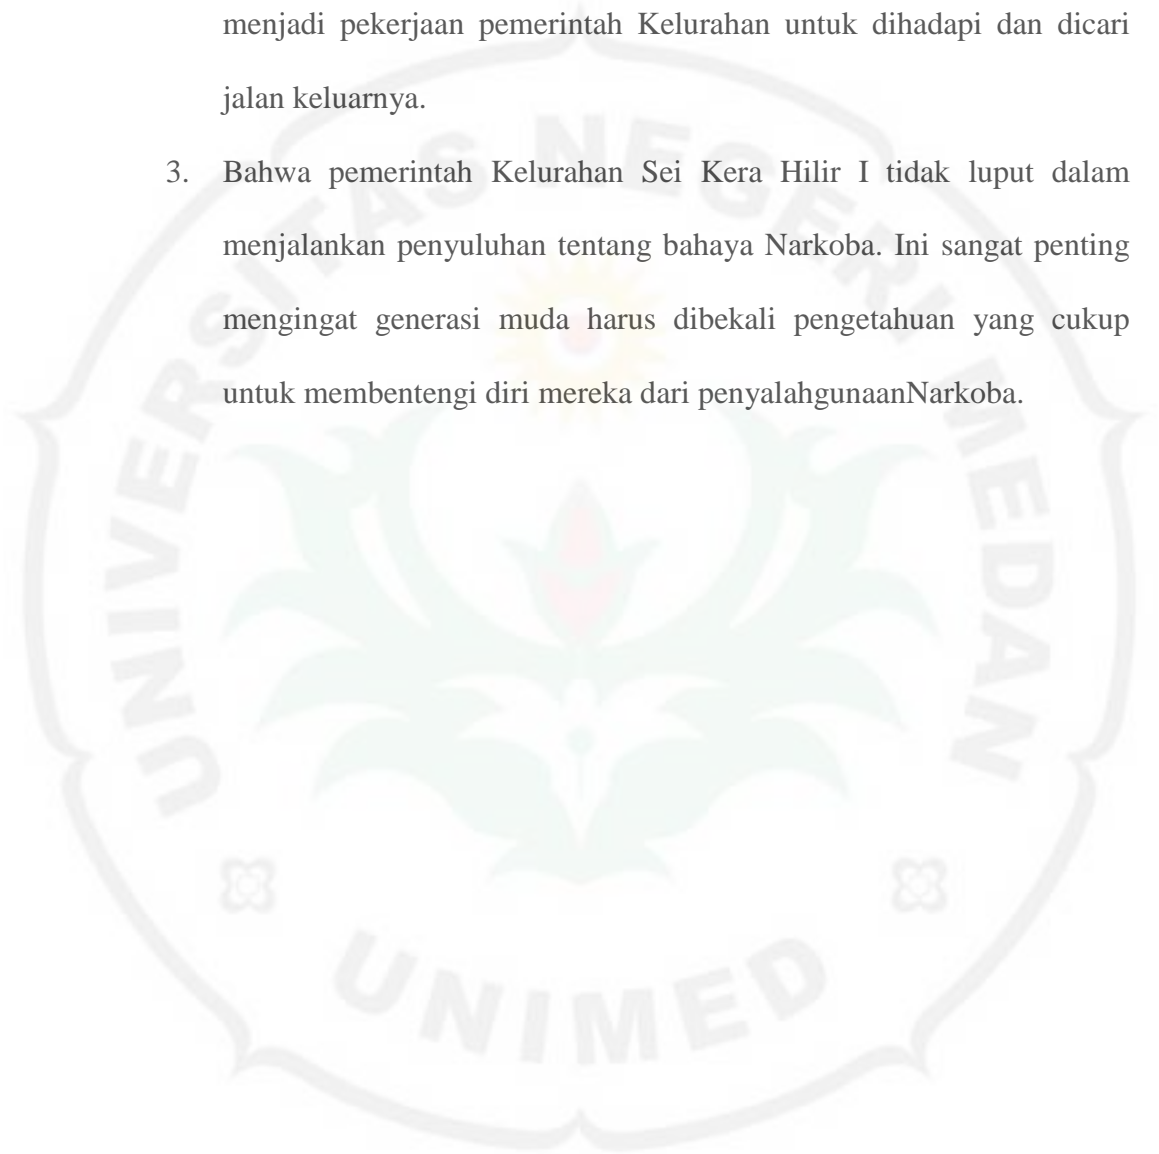 menjadi pekerjaan pemerintah Kelurahan untuk dihadapi dan dicari
jalan keluarnya.
3. Bahwa pemerintah Kelurahan Sei Kera Hilir I tidak luput dalam
menjalankan penyuluhan tentang bahaya Narkoba. Ini sangat penting
mengingat generasi muda harus dibekali pengetahuan yang cukup
untuk membentengi diri mereka dari penyalahgunaanNarkoba.
UNIVERSITAS NEGERI MEDAN
UNIMED